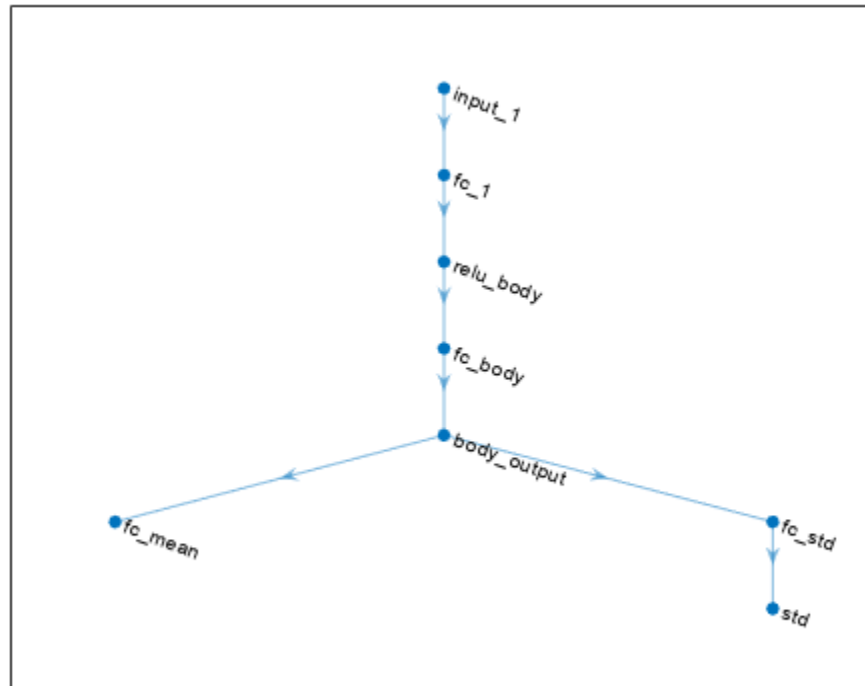 input_1
fc_1
relu_body
fc_body
body_output
fc_mean
fc_std
std